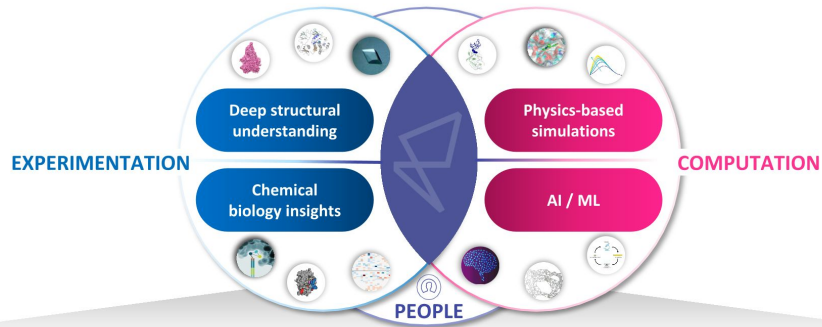 Deep structural
understanding
Physics-based
simulations
EXPERIMENTATION
COMPUTATION
Chemical
biology insights
AI / ML
PEOPLE